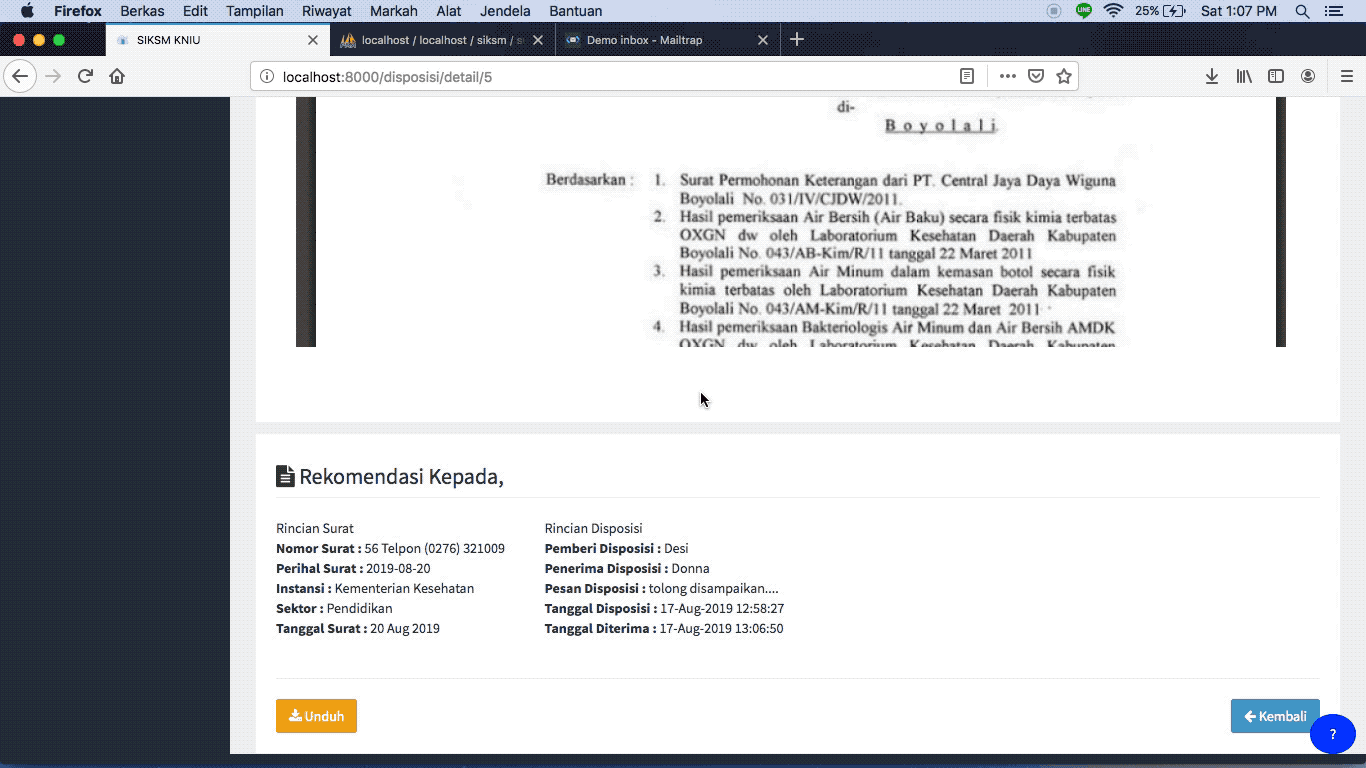 Firefox Berkas Edit Tampilan Riwayat Markah Alat Jendela Bantuan LINE 25% Sat 1:07 PM
SIKSM KNIU localhost / localhost / siksm / Demo inbox - Mailtrap
localhost:8000/disposisi/detail/5
di-
Boyolali
Berdasarkan : 1. Surat Permohonan Keterangan dari PT. Central Jaya Daya Wiguna
Boyolali No. 031/IV/CJDW/2011.
2. Hasil pemeriksaan Air Bersih (Air Baku) secara fisik kimia terbatas
OXGN dw oleh Laboratorium Kesehatan Daerah Kabupaten
Boyolali No. 043/AB-Kim/R/11 tanggal 22 Maret 2011
3. Hasil pemeriksaan Air Minum dalam kemasan botol secara fisik
kimia terbatas oleh Laboratorium Kesehatan Daerah Kabupaten
Boyolali No. 043/AM-Kim/R/11 tanggal 22 Maret 2011
4. Hasil pemeriksaan Bakteriologis Air Minum dan Air Bersih AMDK
OXGN dw oleh Laboratorium Kesehatan Daerah Kabupaten
Rekomendasi Kepada,
Rincian Surat
Nomor Surat : 56 Telpon (0276) 321009
Perihal Surat : 2019-08-20
Instansi : Kementerian Kesehatan
Sektor : Pendidikan
Tanggal Surat : 20 Aug 2019
Rincian Disposisi
Pemberi Disposisi : Desi
Penerima Disposisi : Donna
Pesan Disposisi : tolong disampaikan....
Tanggal Disposisi : 17-Aug-2019 12:58:27
Tanggal Diterima : 17-Aug-2019 13:06:50
Unduh
Kembali
?